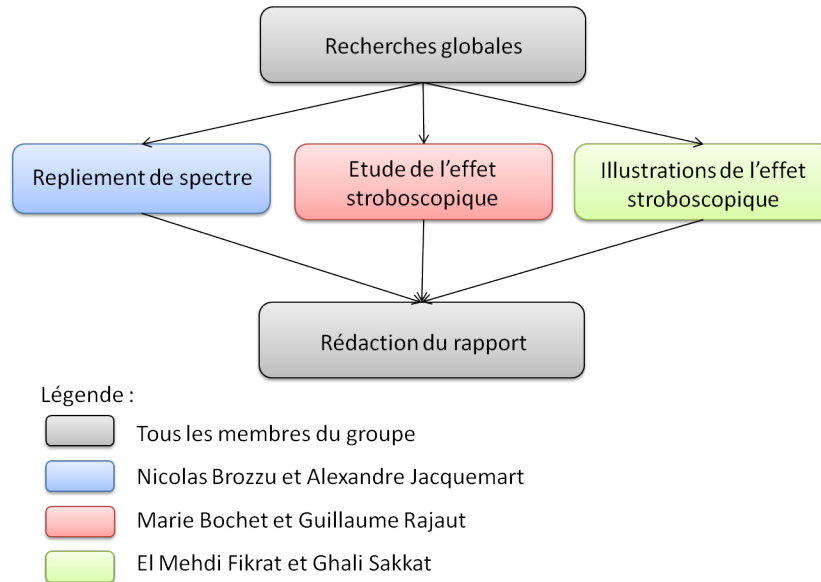 Recherches globales
Repliement de spectre
Etude de l'effet
stroboscopique
Illustrations de l'effet
stroboscopique
Rédaction du rapport
Légende :
Tous les membres du groupe
Nicolas Brozzu et Alexandre Jacquemart
Marie Bochet et Guillaume Rajaut
El Mehdi Fikrat et Ghali Sakkat